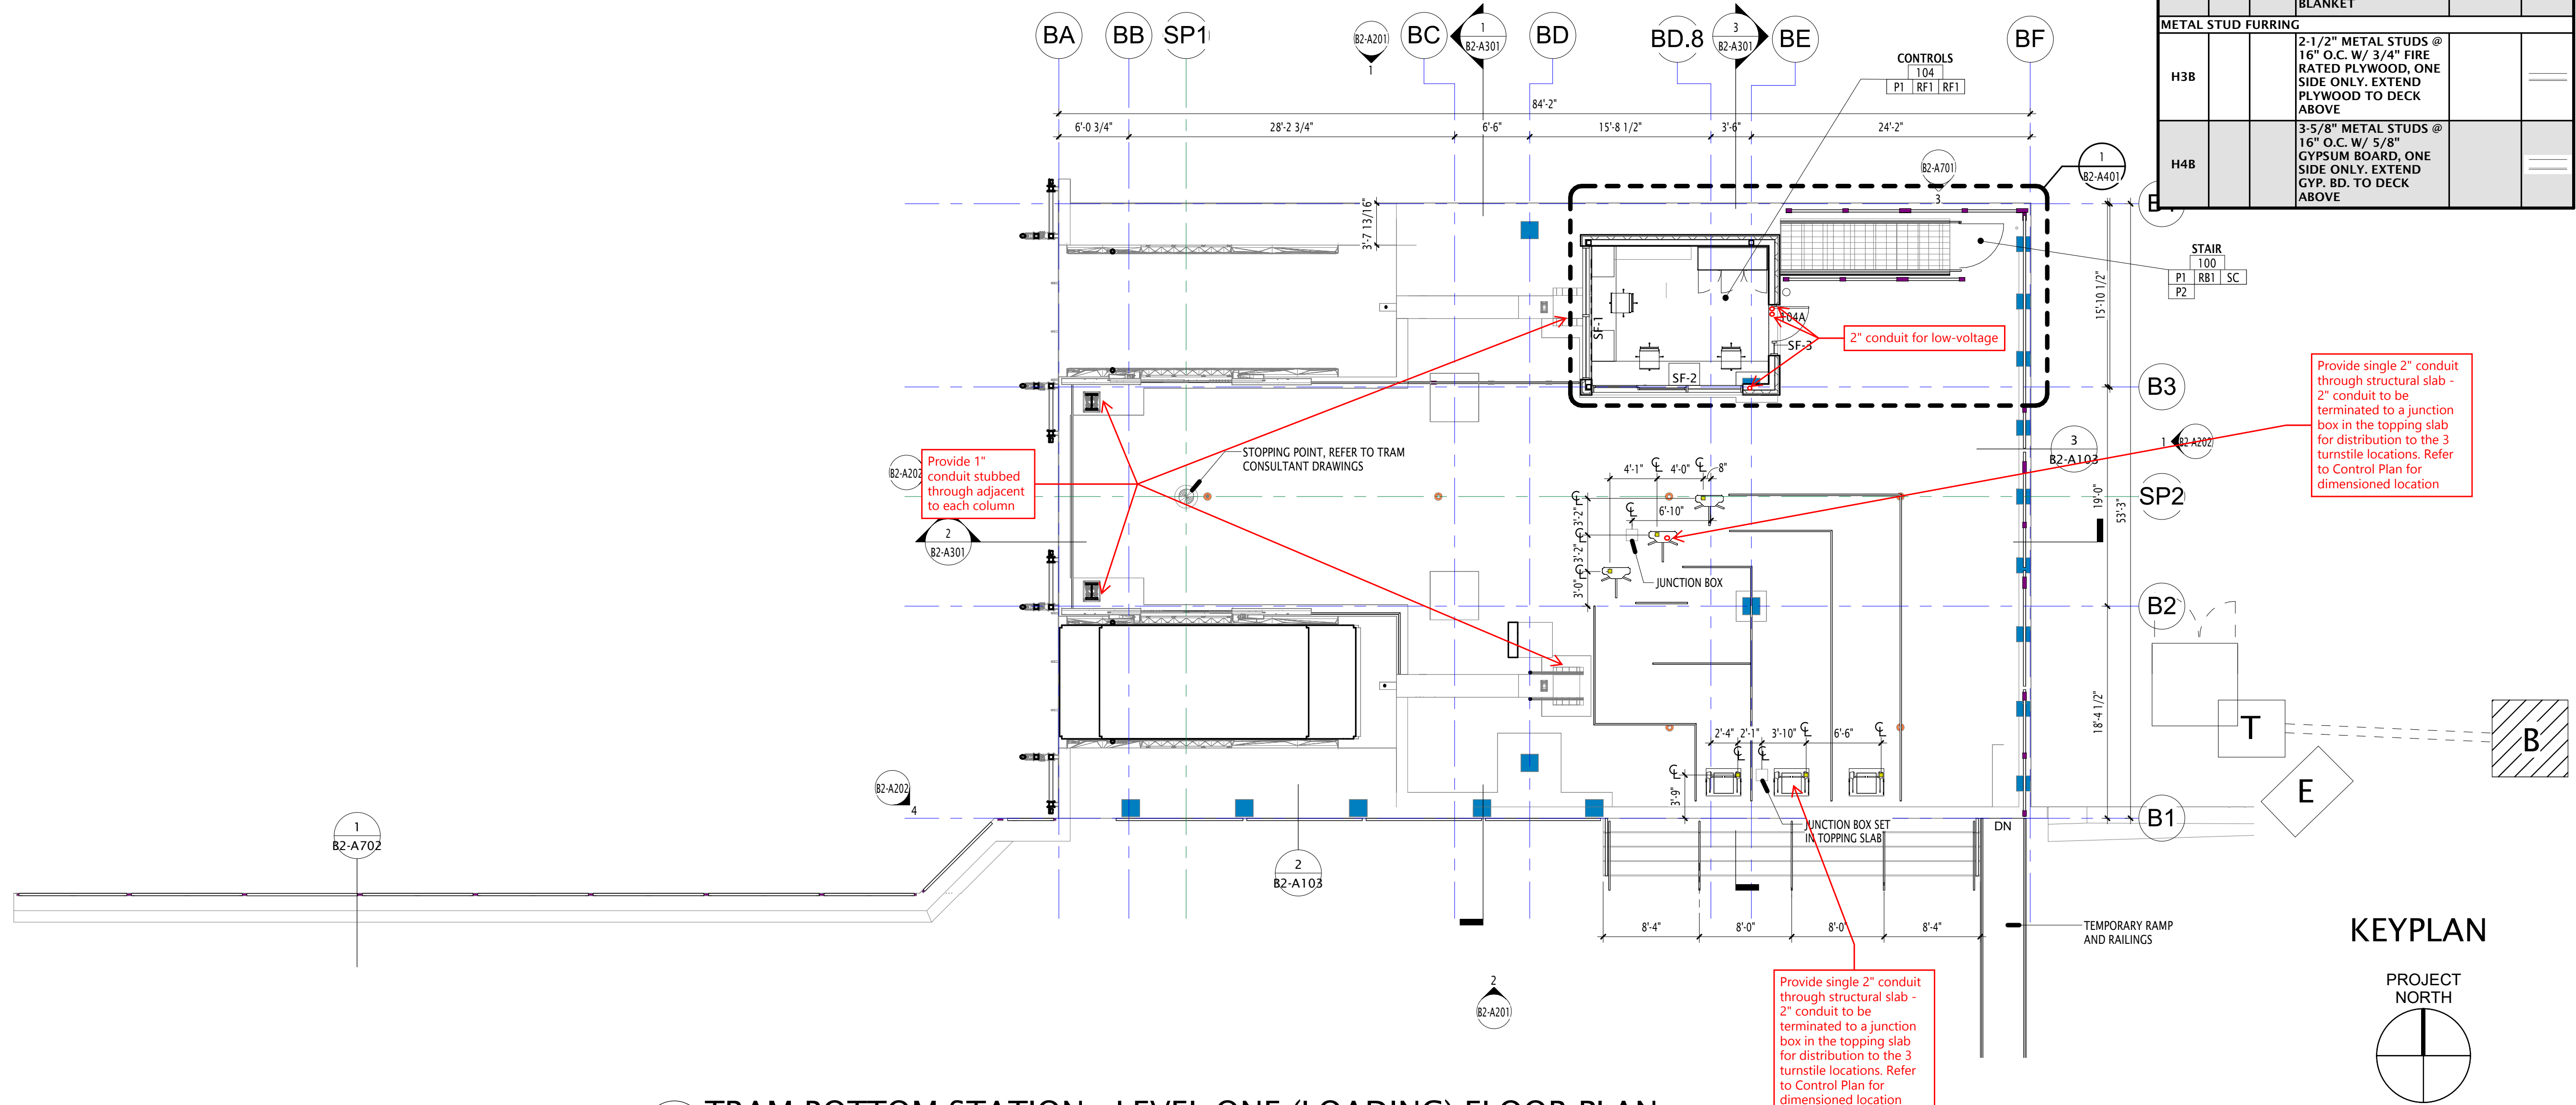 BA
BB
SP1
B2-A201
1
BC
1
B2-A301
BD
BD.8
3
B2-A301
BE
BF
CONTROLS
104
P1 RF1 RF1
84'-2"
6'-0 3/4"
28'-2 3/4"
6'-6"
15'-8 1/2"
3'-6"
24'-2"
BLANKET
METAL STUD FURRING
H3B
2-1/2" METAL STUDS @
16" O.C. W/ 3/4" FIRE
RATED PLYWOOD, ONE
SIDE ONLY. EXTEND
PLYWOOD TO DECK
ABOVE
H4B
3-5/8" METAL STUDS @
16" O.C. W/ 5/8"
GYPSUM BOARD, ONE
SIDE ONLY. EXTEND
GYP. BD. TO DECK
ABOVE
B2-A701
3
1
B2-A401
3'-7 13/16"
STAIR
100
P1 RB1 SC
P2
15'-10 1/2"
SF-1
104A
SF-3
SF-2
2" conduit for low-voltage
B3
Provide single 2" conduit
through structural slab -
2" conduit to be
terminated to a junction
box in the topping slab
for distribution to the 3
turnstile locations. Refer
to Control Plan for
dimensioned location
B2-A202
Provide 1"
conduit stubbed
through adjacent
to each column
STOPPING POINT, REFER TO TRAM
CONSULTANT DRAWINGS
3
B2-A103
1
B2-A202
4'-1"
4'-0"
8"
6'-10"
3'-2"
3'-2"
3'-0"
SP2
19'-0"
53'-3"
2
B2-A301
JUNCTION BOX
B2
18'-4 1/2"
T
B
E
2'-4"
2'-1"
3'-10"
6'-6"
3'-9"
B2-A202
4
1
B2-A702
2
B2-A103
JUNCTION BOX SET
IN TOPPING SLAB
DN
B1
8'-4"
8'-0"
8'-0"
8'-4"
TEMPORARY RAMP
AND RAILINGS
KEYPLAN
PROJECT
NORTH
2
B2-A201
Provide single 2" conduit
through structural slab -
2" conduit to be
terminated to a junction
box in the topping slab
for distribution to the 3
turnstile locations. Refer
to Control Plan for
dimensioned location
TRAM BOTTOM STATION - LEVEL ONE (LOADING) FLOOR PLAN